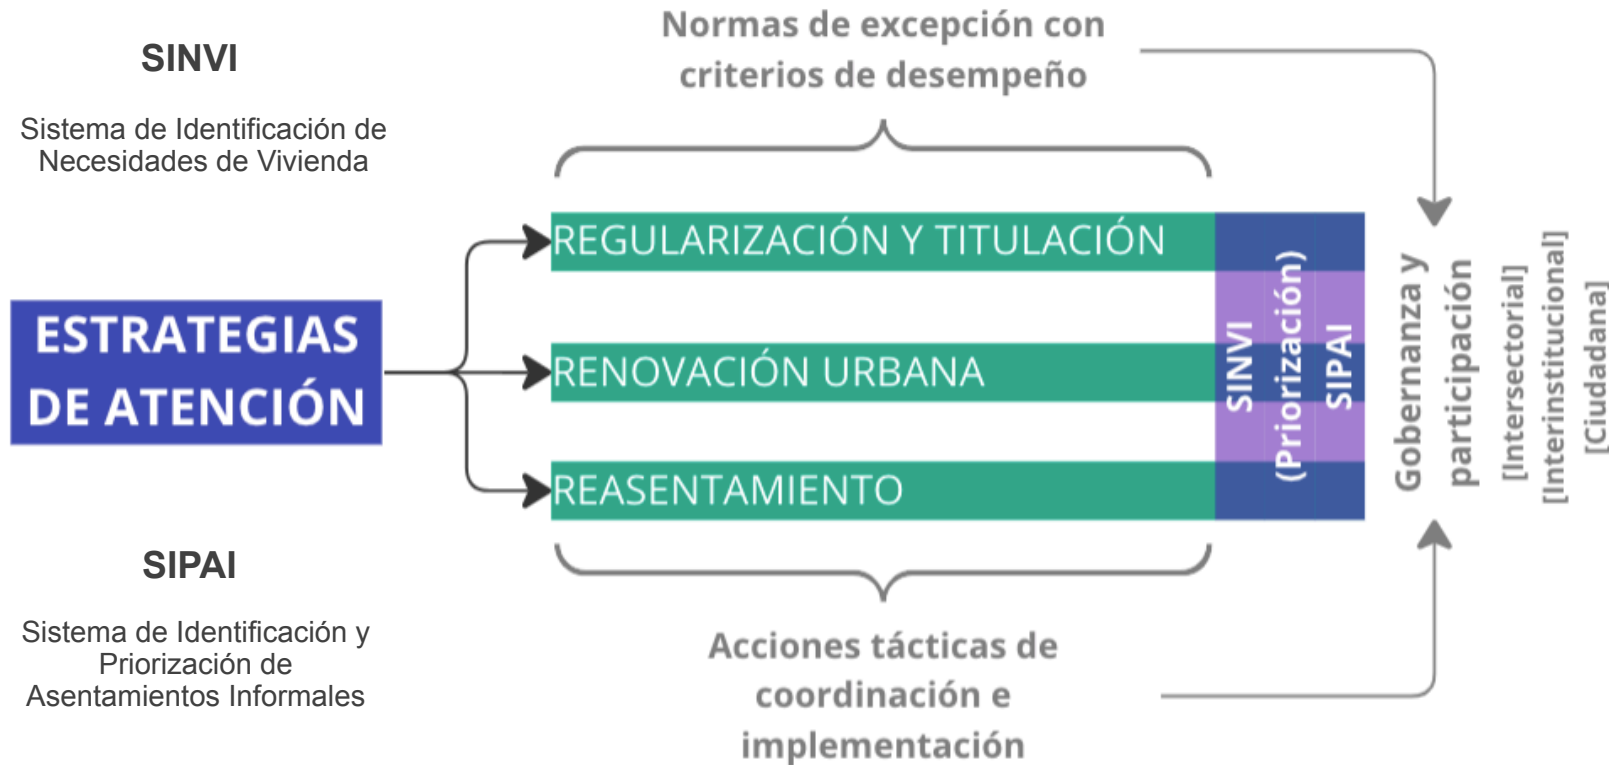 SINVI
Sistema de Identificación de
Necesidades de Vivienda
Normas de excepción con
criterios de desempeño
ESTRATEGIAS
DE ATENCIÓN
REGULARIZACIÓN Y TITULACIÓN
RENOVACIÓN URBANA
REASENTAMIENTO
SINVI
(Priorización)
SIPAI
Gobernanza y
participación
[Intersectorial]
[Interinstitucional]
[Ciudadana]
SIPAI
Sistema de Identificación y
Priorización de
Asentamientos Informales
Acciones tácticas de
coordinación e
implementación